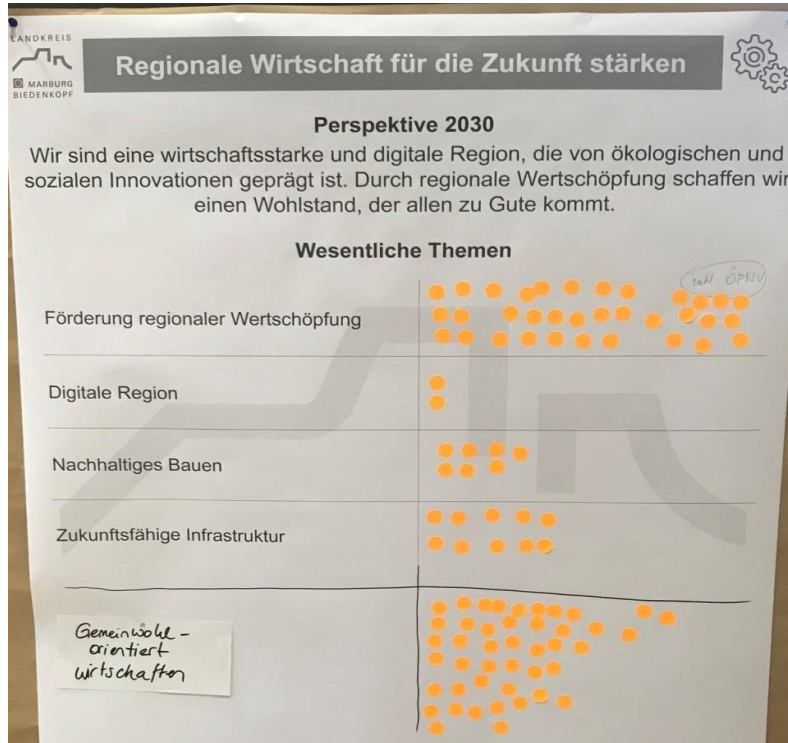 LANDKREIS
MARBURG
BIEDENKOPF
Regionale Wirtschaft für die Zukunft stärken
Perspektive 2030
Wir sind eine wirtschaftsstarke und digitale Region, die von ökologischen und
sozialen Innovationen geprägt ist. Durch regionale Wertschöpfung schaffen wir
einen Wohlstand, der allen zu Gute kommt.
Wesentliche Themen
ÖPNV
Förderung regionaler Wertschöpfung
Digitale Region
Nachhaltiges Bauen
Zukunftsfähige Infrastruktur
Gemeinwohl-
orientiert
wirtschaften